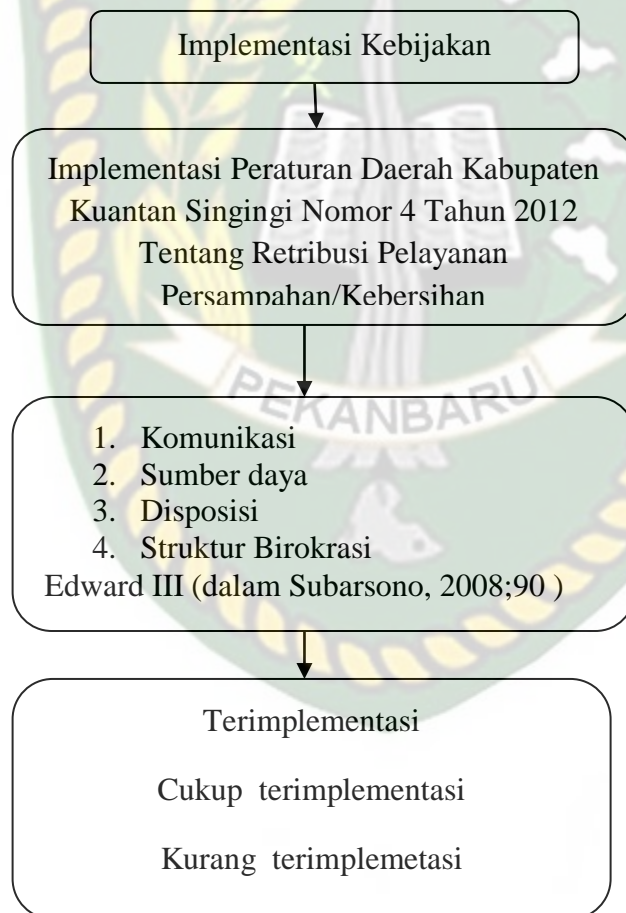 Implementasi Kebijakan
Implementasi Peraturan Daerah Kabupaten
Kuantan Singingi Nomor 4 Tahun 2012
Tentang Retribusi Pelayanan
Persampahan/Kebersihan
PEKANBARU
1. Komunikasi
2. Sumber daya
3. Disposisi
4. Struktur Birokrasi
Edward III (dalam Subarsono, 2008;90 )
Terimplementasi
Cukup terimplementasi
Kurang terimplemetasi